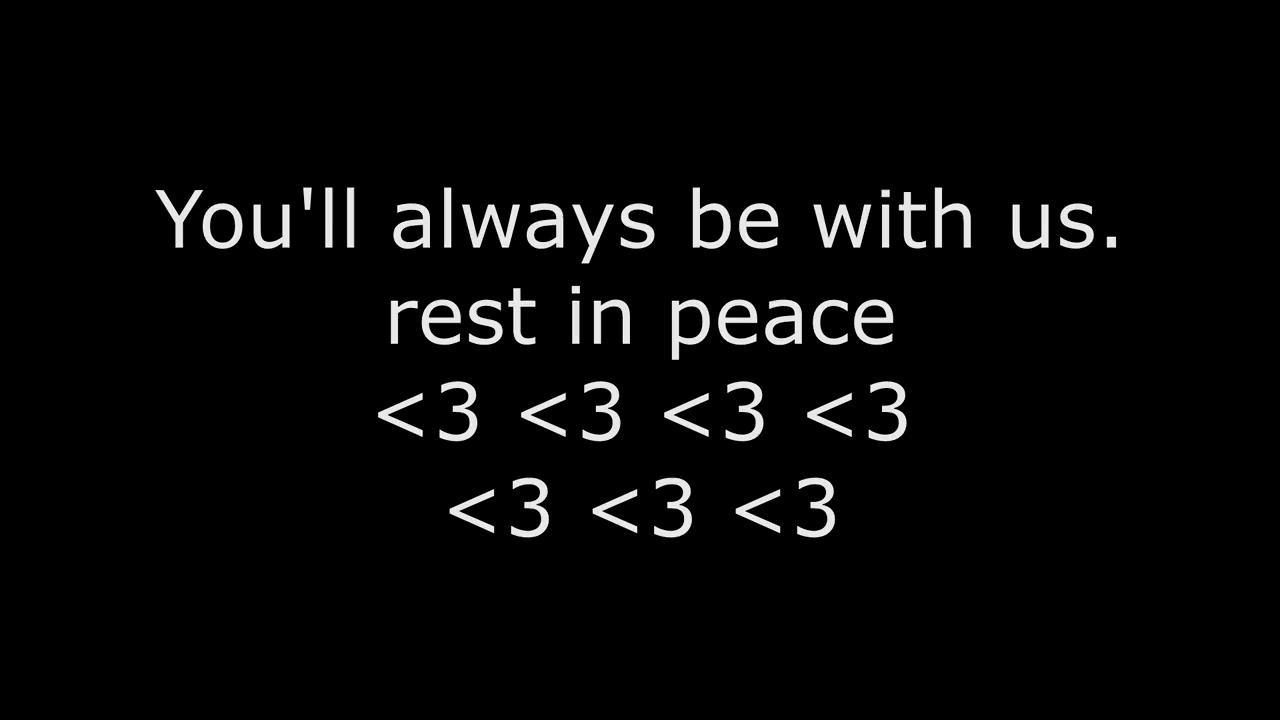 You'll always be with us.
rest in peace
<3 <3 <3 <3
<3 <3 <3